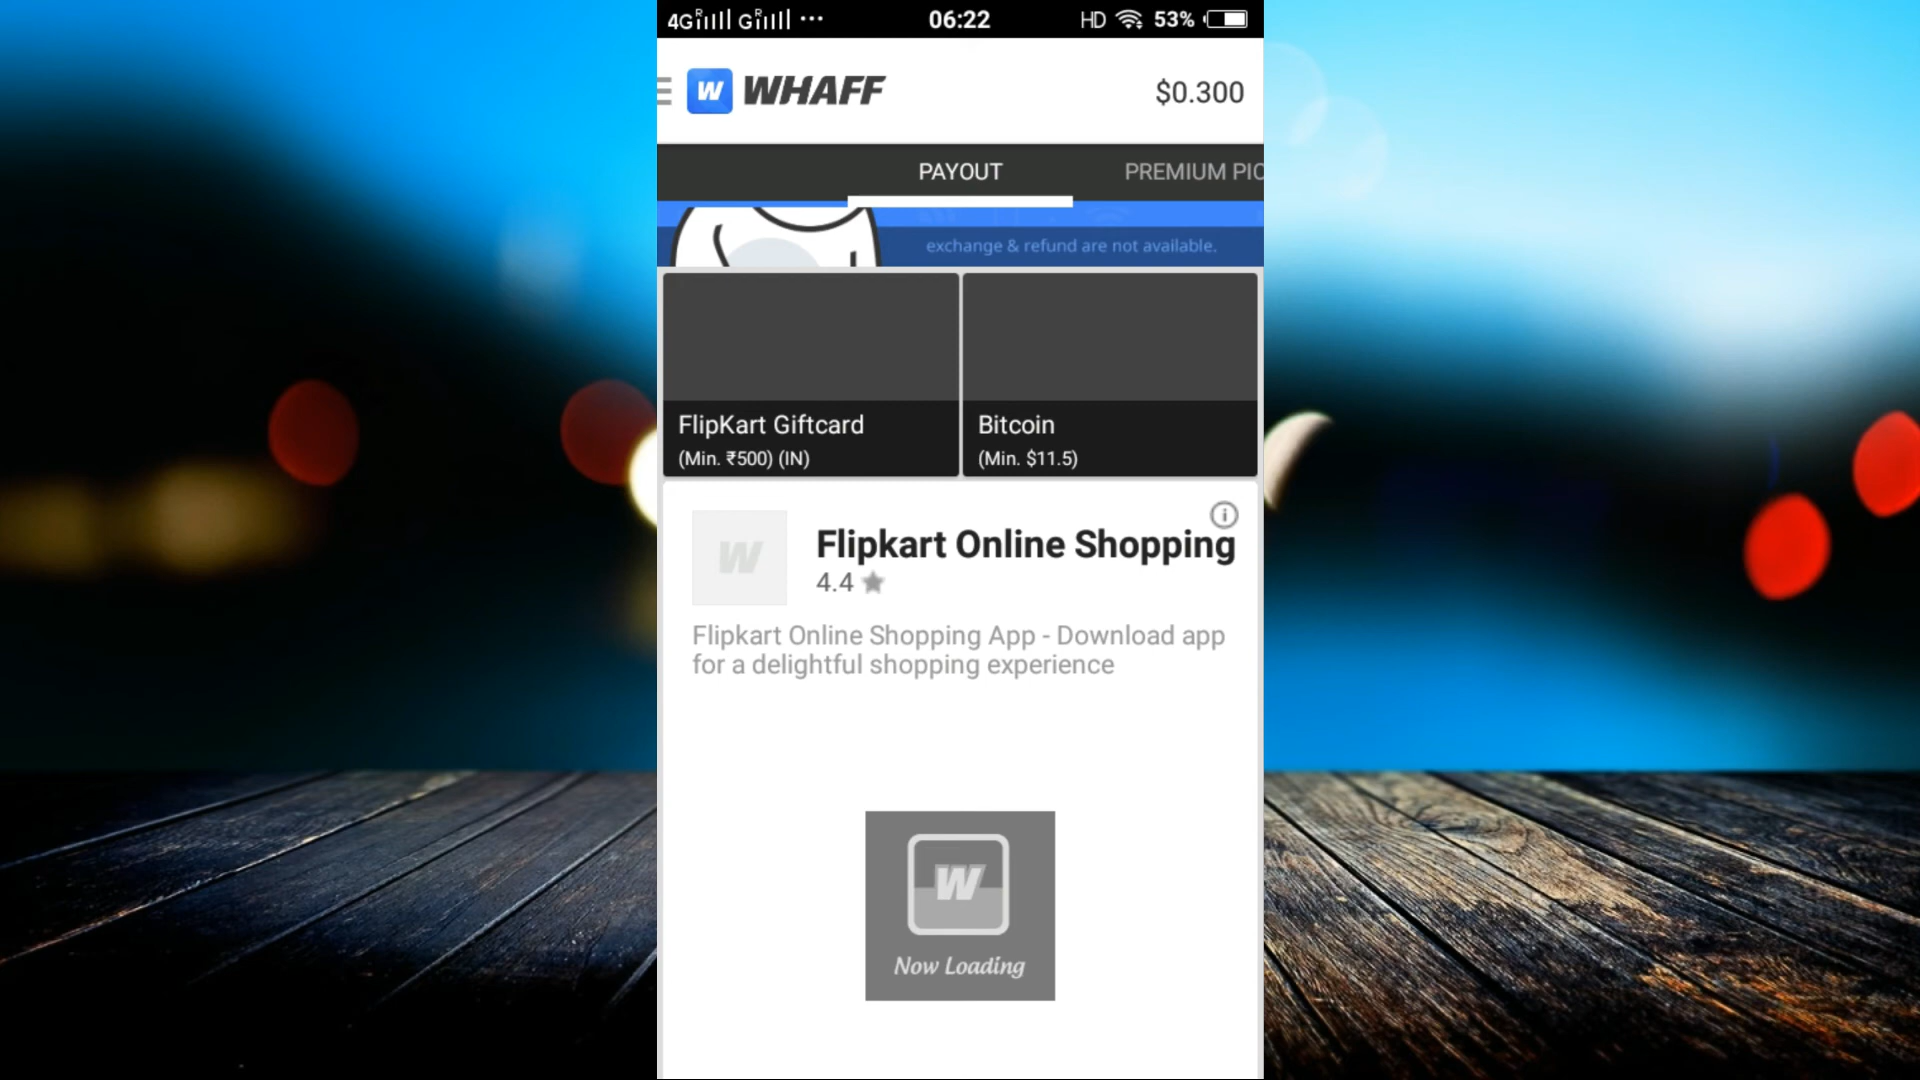 4G R G R ... 06:22 HD 53%
W WHAFF $0.300
PAYOUT PREMIUM PIC
exchange & refund are not available.
FlipKart Giftcard
(Min. ₹500) (IN)
Bitcoin
(Min. $11.5)
W
Flipkart Online Shopping
4.4
Flipkart Online Shopping App - Download app
for a delightful shopping experience
W
Now Loading